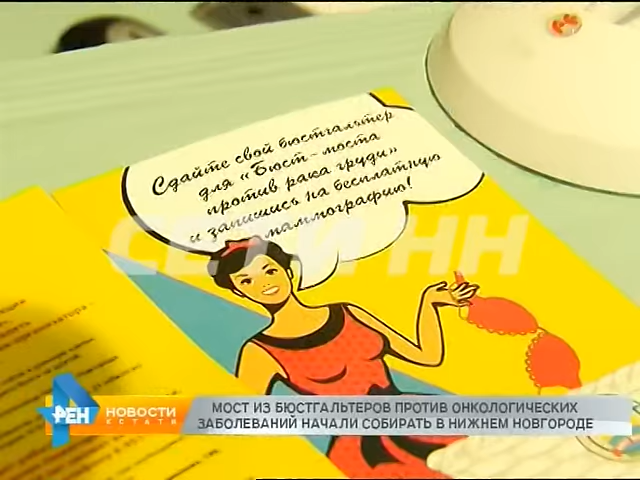 Сдайте свой бюстгальтер
для «Бюст-моста
против рака груди»
и запишись на бесплатную
маммографию!
СЕТИ НН
РЕН
НОВОСТИ
КСТАТИ
МОСТ ИЗ БЮСТГАЛЬТЕРОВ ПРОТИВ ОНКОЛОГИЧЕСКИХ
ЗАБОЛЕВАНИЙ НАЧАЛИ СОБИРАТЬ В НИЖНЕМ НОВГОРОДЕ